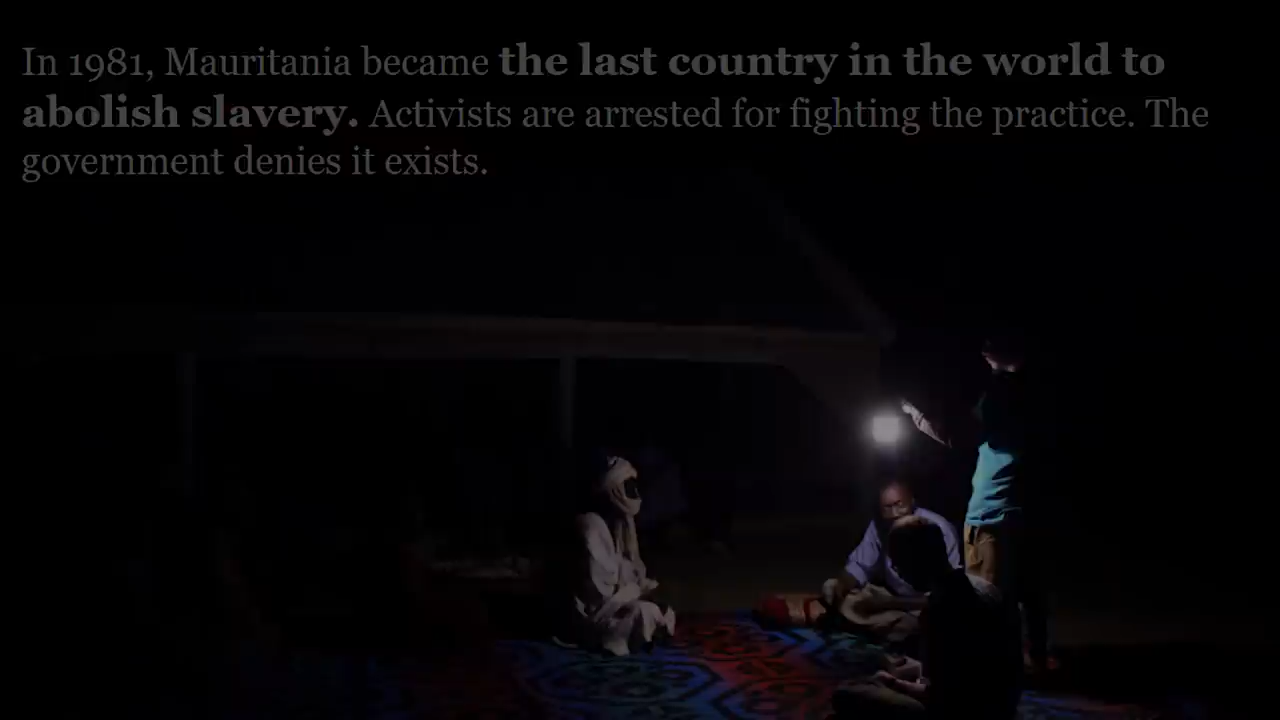 In 1981, Mauritania became the last country in the world to
abolish slavery. Activists are arrested for fighting the practice. The
government denies it exists.